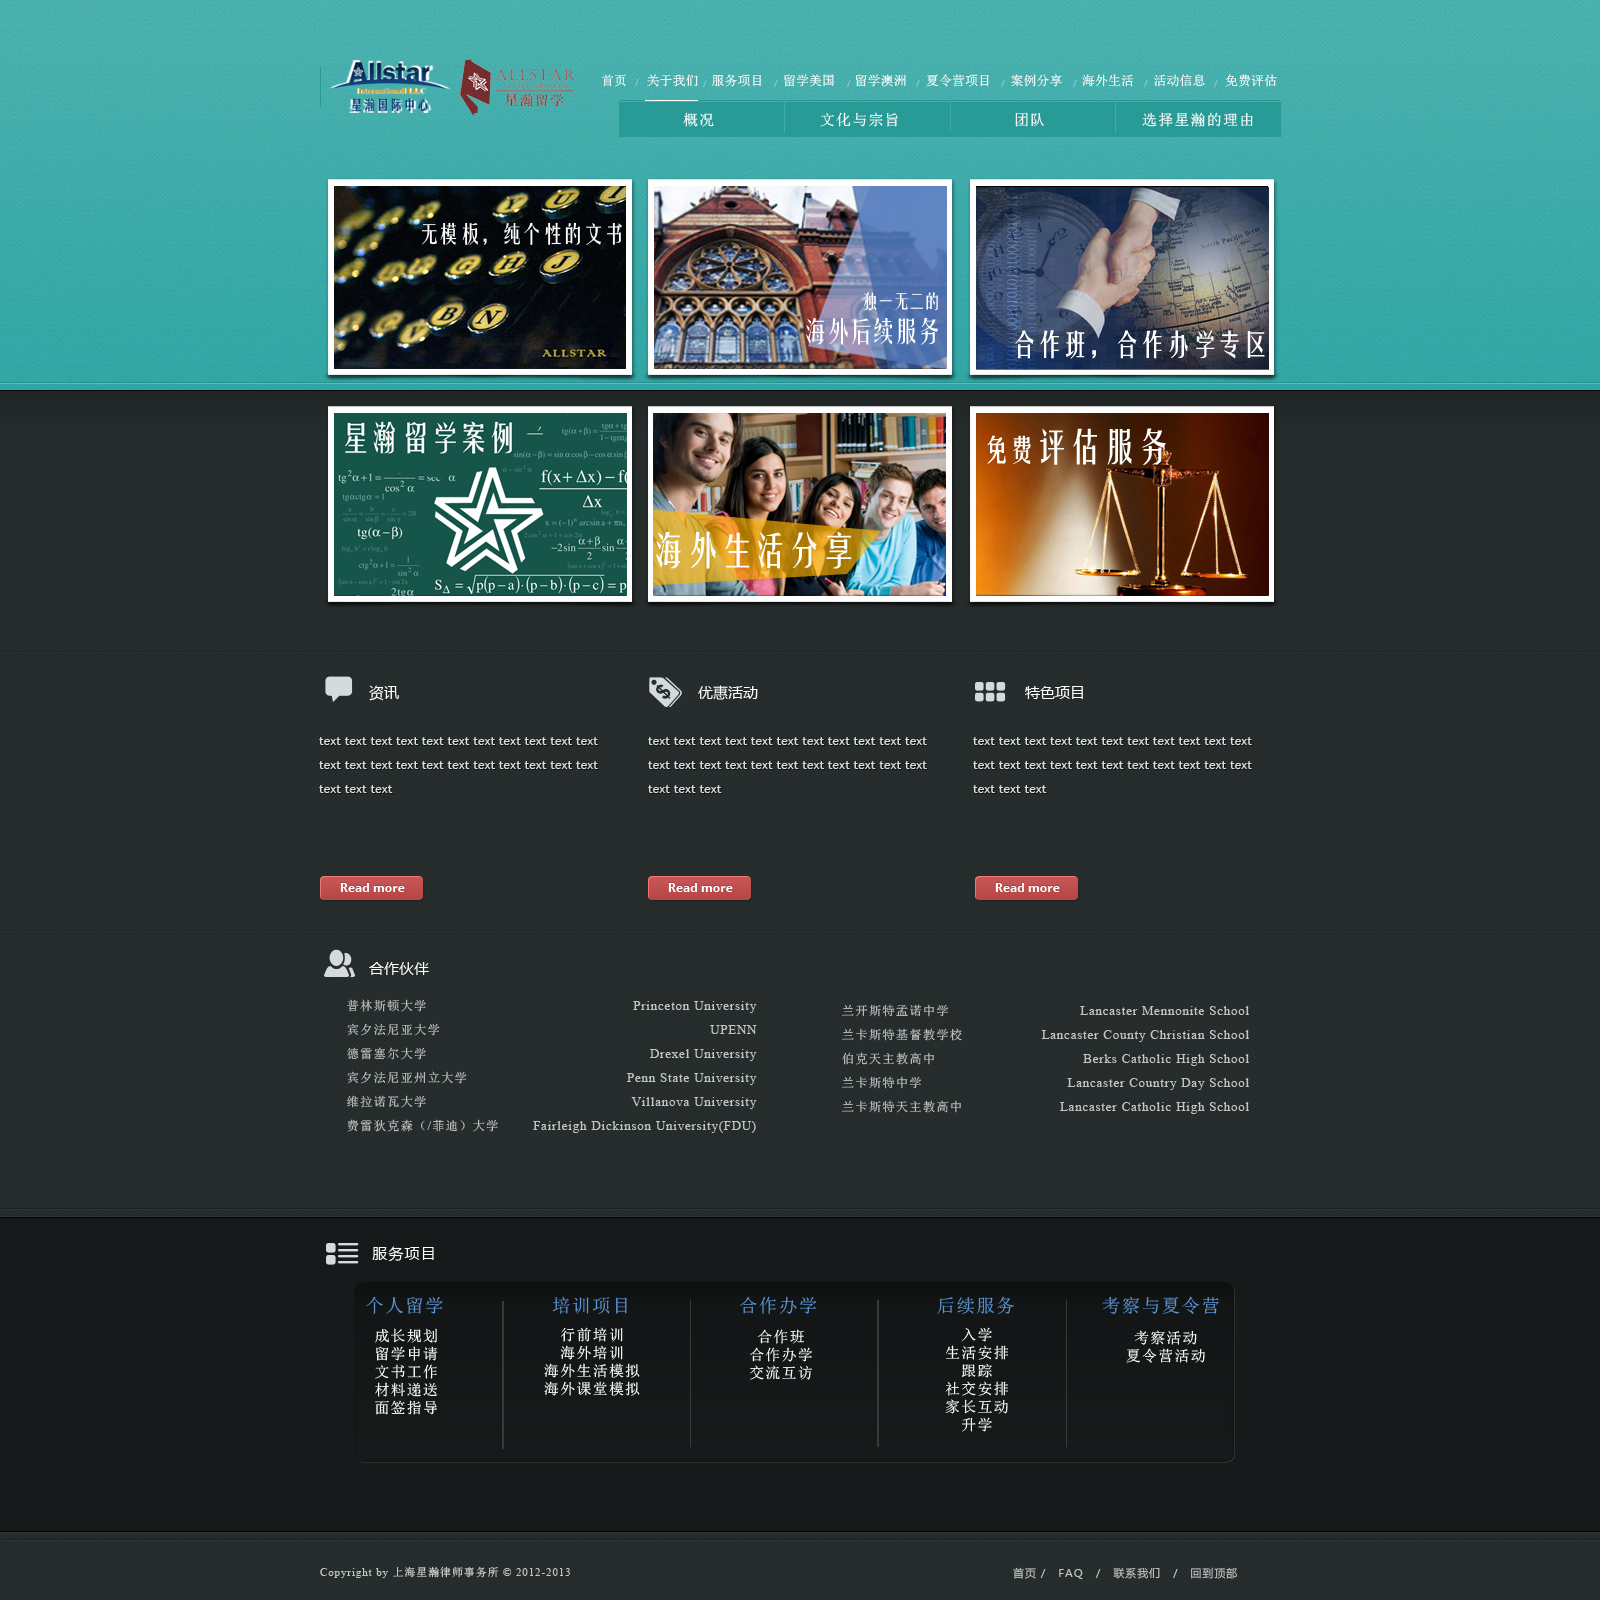 Allstar
International LLC
星瀚国际中心
ALLSTAR
星瀚留学
首页 / 关于我们 / 服务项目 / 留学美国 / 留学澳洲 / 夏令营项目 / 案例分享 / 海外生活 / 活动信息 / 免费评估
概况 文化与宗旨 团队 选择星瀚的理由
无模板，纯个性的文书
ALLSTAR
独一无二的
海外后续服务
合作班，合作办学专区
星瀚留学案例
海外生活分享
免费评估服务
资讯
text text text text text text text text text text text
text text text text text text text text text text text
text text text
Read more
优惠活动
text text text text text text text text text text text
text text text text text text text text text text text
text text text
Read more
特色项目
text text text text text text text text text text text
text text text text text text text text text text text
text text text
Read more
合作伙伴
普林斯顿大学 Princeton University
宾夕法尼亚大学 UPENN
德雷塞尔大学 Drexel University
宾夕法尼亚州立大学 Penn State University
维拉诺瓦大学 Villanova University
费雷狄克森（/菲迪）大学 Fairleigh Dickinson University(FDU)
兰开斯特孟诺中学 Lancaster Mennonite School
兰卡斯特基督教学校 Lancaster County Christian School
伯克天主教高中 Berks Catholic High School
兰卡斯特中学 Lancaster Country Day School
兰卡斯特天主教高中 Lancaster Catholic High School
服务项目
个人留学
成长规划
留学申请
文书工作
材料递送
面签指导
培训项目
行前培训
海外培训
海外生活模拟
海外课堂模拟
合作办学
合作班
合作办学
交流互访
后续服务
入学
生活安排
跟踪
社交安排
家长互动
升学
考察与夏令营
考察活动
夏令营活动
Copyright by 上海星瀚律师事务所 © 2012-2013
首页 / FAQ / 联系我们 / 回到顶部